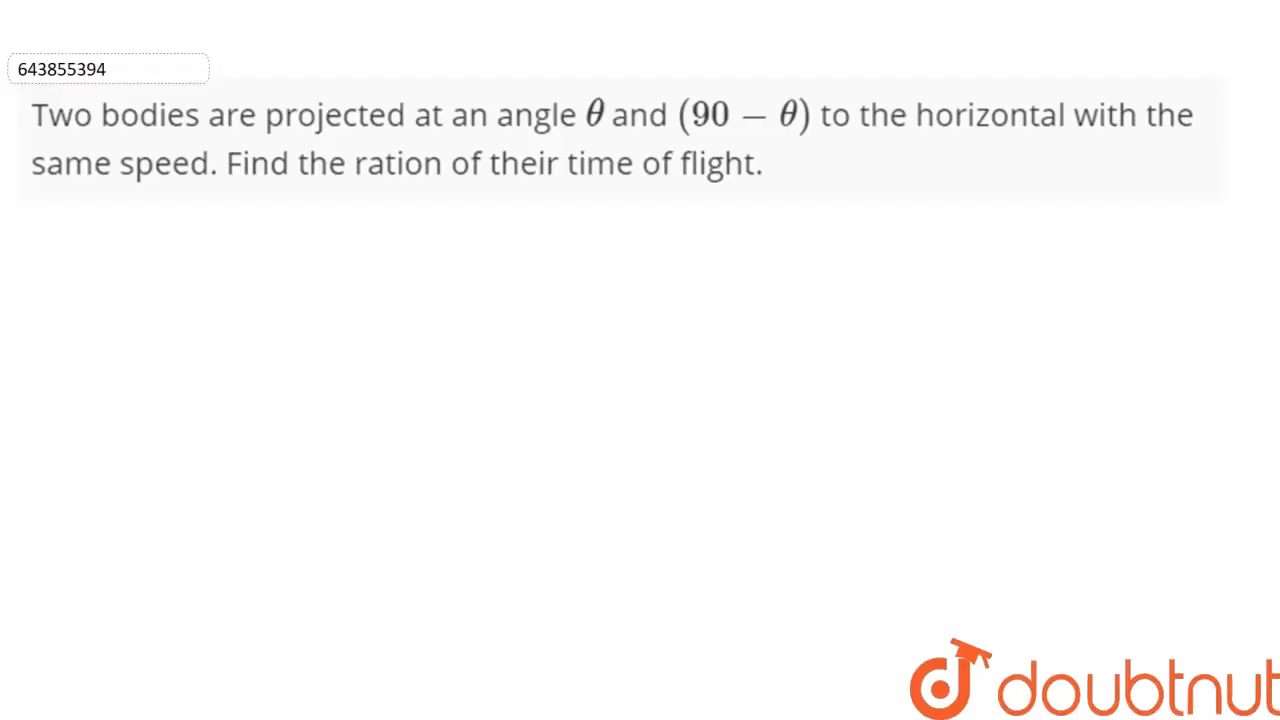 643855394
Two bodies are projected at an angle θ and (90 − θ) to the horizontal with the
same speed. Find the ration of their time of flight.
doubtnut